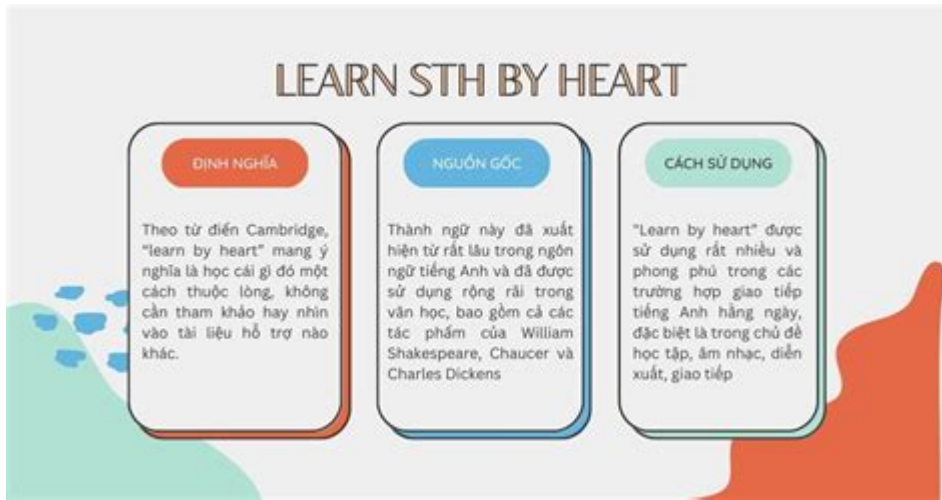 LEARN STH BY HEART
ĐỊNH NGHĨA
Theo từ điển Cambridge,
“learn by heart” mang ý
nghĩa là học cái gì đó một
cách thuộc lòng, không
cần tham khảo hay nhìn
vào tài liệu hỗ trợ nào
khác.
NGUỒN GỐC
Thành ngữ này đã xuất
hiện từ rất lâu trong ngôn
ngữ tiếng Anh và đã được
sử dụng rộng rãi trong
văn học, bao gồm cả các
tác phẩm của William
Shakespeare, Chaucer và
Charles Dickens
CÁCH SỬ DỤNG
"Learn by heart” được
sử dụng rất nhiều và
phong phú trong các
trường hợp giao tiếp
tiếng Anh hằng ngày,
đặc biệt là trong chủ đề
học tập, âm nhạc, diễn
xuất, giao tiếp